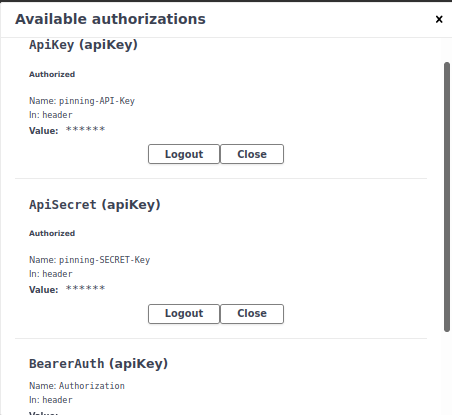 Available authorizations ×
ApiKey (apiKey)
Authorized
Name: pinning-API-Key
In: header
Value: ******
Logout Close
ApiSecret (apiKey)
Authorized
Name: pinning-SECRET-Key
In: header
Value: ******
Logout Close
BearerAuth (apiKey)
Name: Authorization
In: header
Value: